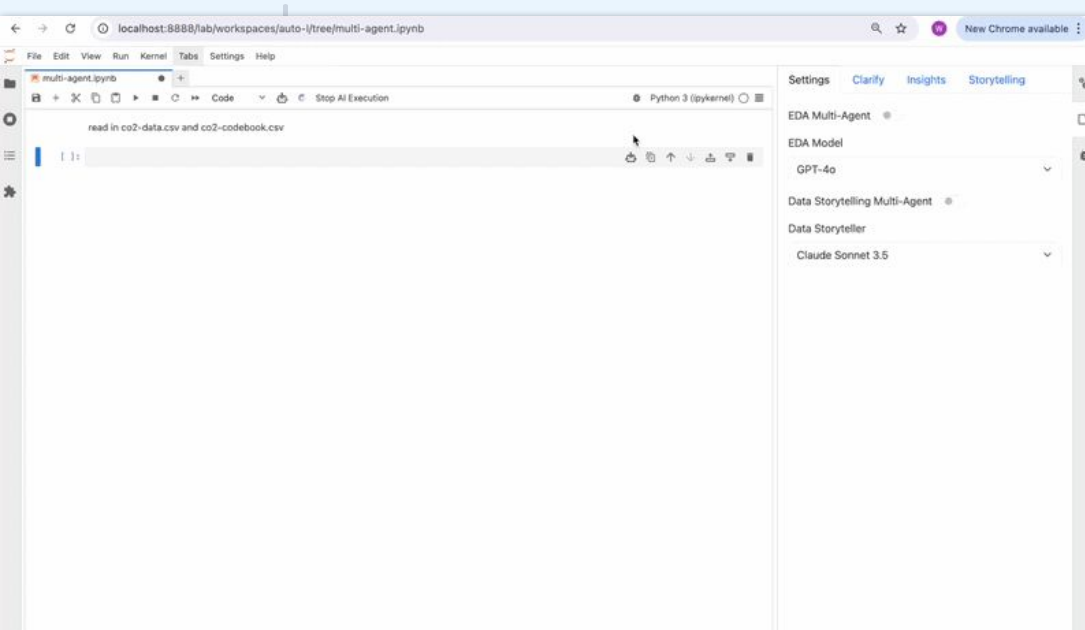 localhost:8888/lab/workspaces/auto-l/tree/multi-agent.ipynb
W
New Chrome available
File Edit View Run Kernel Tabs Settings Help
multi-agent.ipynb
Code
Stop AI Execution
Python 3 (ipykernel)
read in co2-data.csv and co2-codebook.csv
[ ]:
Settings Clarify Insights Storytelling
EDA Multi-Agent
EDA Model
GPT-4o
Data Storytelling Multi-Agent
Data Storyteller
Claude Sonnet 3.5